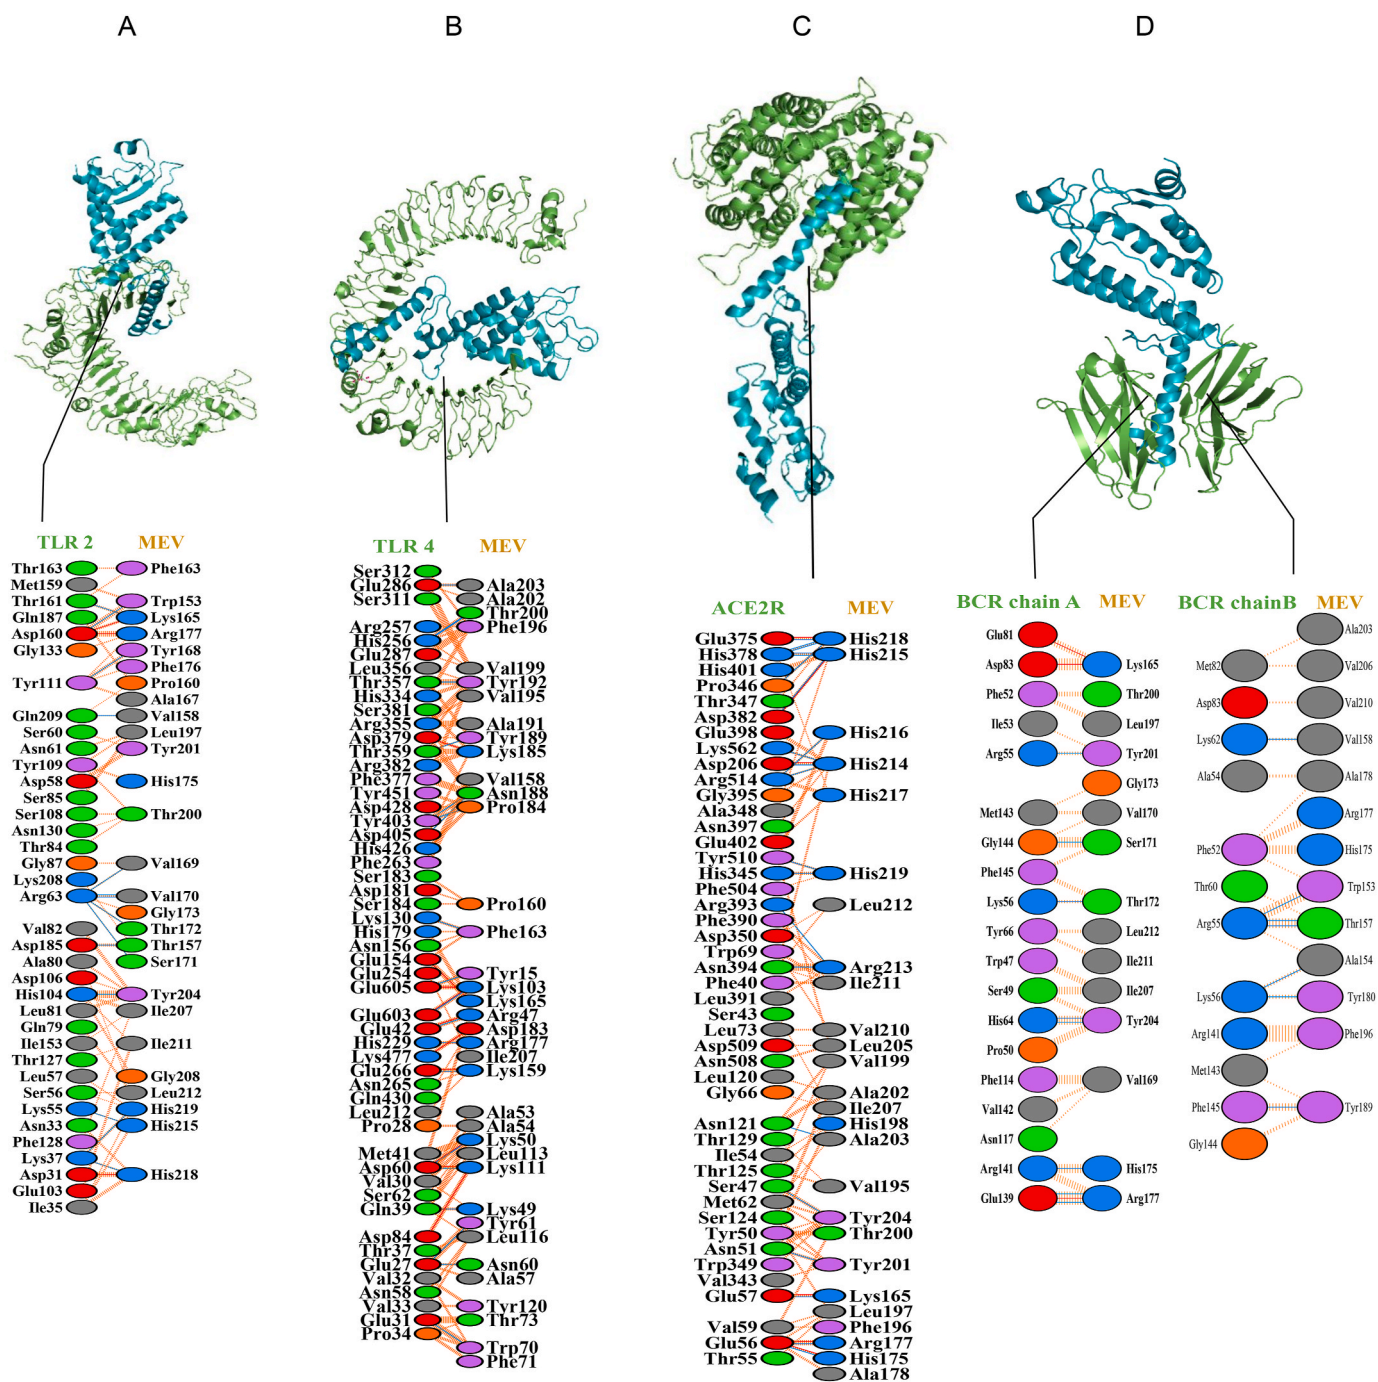 A
B
C
D
TLR 2 MEV
Thr163 Phe163
Met159
Thr161 Trp153
Gln187 Lys165
Asp160 Arg177
Gly133 Tyr168
Phe176
Tyr111 Pro160
Ala167
Gln209 Val158
Ser60 Leu197
Asn61 Tyr201
Tyr109
Asp58 His175
Ser85
Ser108 Thr200
Asn130
Thr84
Gly87 Val169
Lys208
Arg63 Val170
Gly173
Val82 Thr172
Asp185 Thr157
Ala80 Ser171
Asp106
His104 Tyr204
Leu81 Ile207
Gln79
Ile153 Ile211
Thr127
Leu57 Gly208
Ser56 Leu212
Lys55 His219
Asn33 His215
Phe128
Lys37
Asp31 His218
Glu103
Ile35
TLR 4 MEV
Ser312
Glu286 Ala203
Ser311 Ala202
Thr200
Arg257 Phe196
His256
Glu287
Leu356 Val199
Thr357 Tyr192
His334 Val195
Ser381
Arg355 Ala191
Asp379 Tyr189
Thr359 Lys185
Arg382
Phe377 Val158
Tyr451 Asn188
Asp428 Pro184
Tyr403
Asp405
His426
Phe263
Ser183
Asp181
Ser184 Pro160
Lys130
His179 Phe163
Asn156
Glu154
Glu254 Tyr15
Glu605 Lys103
Lys165
Glu603 Arg47
Glu42 Asp183
His229 Arg177
Lys477 Ile207
Glu266 Lys159
Asn265
Gln430
Leu212 Ala53
Pro28 Ala54
Lys50
Met41 Leu113
Asp60 Lys111
Val30
Ser62
Gln39 Lys49
Tyr61
Asp84 Leu116
Thr37
Glu27 Asn60
Val32 Ala57
Asn58
Val33 Tyr120
Glu31 Thr73
Pro34
Trp70
Phe71
ACE2R MEV
Glu375 His218
His378 His215
His401
Pro346
Thr347
Asp382
Glu398 His216
Lys562
Asp206 His214
Arg514
Gly395 His217
Ala348
Asn397
Glu402
Tyr510
His345 His219
Phe504
Arg393 Leu212
Phe390
Asp350
Trp69
Asn394 Arg213
Phe40 Ile211
Leu391
Ser43
Leu73 Val210
Asp509 Leu205
Asn508 Val199
Leu120
Gly66 Ala202
Ile207
Asn121 His198
Thr129 Ala203
Ile54
Thr125
Ser47 Val195
Met62
Ser124 Tyr204
Tyr50 Thr200
Asn51
Trp349 Tyr201
Val343
Glu57 Lys165
Leu197
Val59 Phe196
Glu56 Arg177
Thr55 His175
Ala178
BCR chain A MEV
Glu81
Asp83 Lys165
Phe52 Thr200
Ile53 Leu197
Arg55 Tyr201
Gly173
Met143 Val170
Gly144 Ser171
Phe145
Lys56 Thr172
Tyr66 Leu212
Trp47 Ile211
Ser49 Ile207
His64 Tyr204
Pro50
Phe114 Val169
Val142
Asn117
Arg141 His175
Glu139 Arg177
BCR chainB MEV
Ala203
Met82 Val206
Asp83 Val210
Lys62 Val158
Ala54 Ala178
Arg177
Phe52 His175
Thr60 Trp153
Arg55 Thr157
Ala154
Lys56 Tyr180
Arg141 Phe196
Met143
Phe145 Tyr189
Gly144